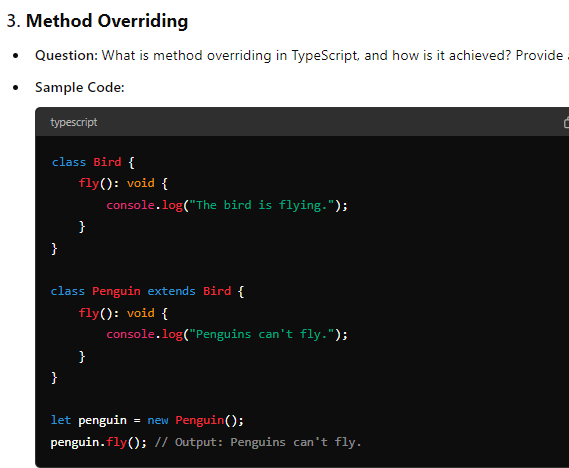 3. Method Overriding
• Question: What is method overriding in TypeScript, and how is it achieved? Provide
• Sample Code:
typescript
class Bird {
    fly(): void {
        console.log("The bird is flying.");
    }
}
class Penguin extends Bird {
    fly(): void {
        console.log("Penguins can't fly.");
    }
}
let penguin = new Penguin();
penguin.fly(); // Output: Penguins can't fly.